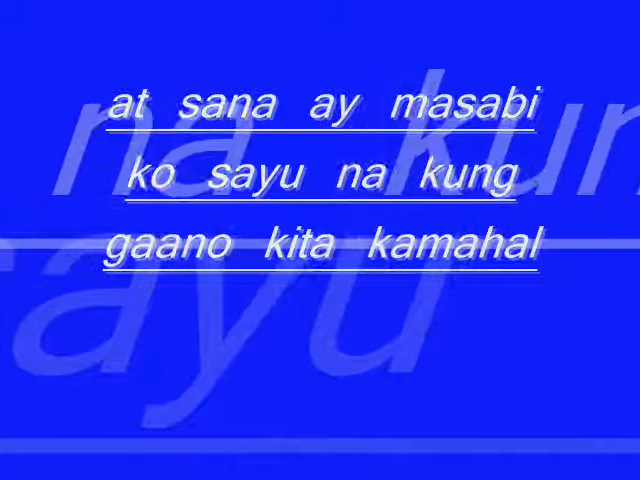 at sana ay masabi
ko sayu na kung
gaano kita kamahal
na kun
sayu